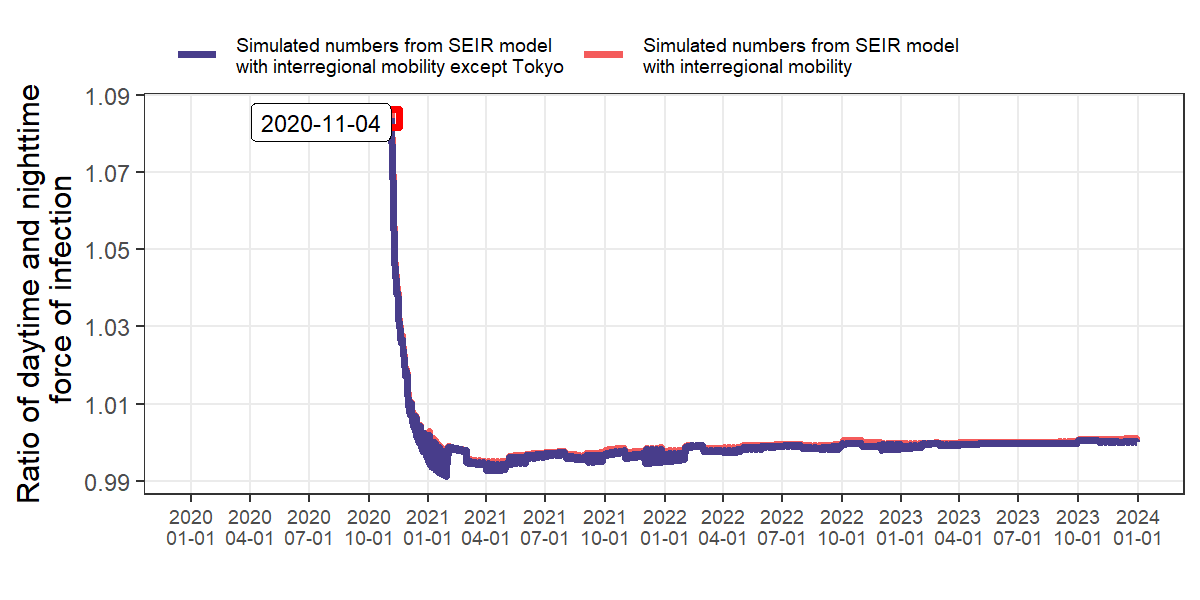 Simulated numbers from SEIR model
with interregional mobility except Tokyo
Simulated numbers from SEIR model
with interregional mobility
Ratio of daytime and nighttime
force of infection
1.09
1.07
1.05
1.03
1.01
0.99
2020-11-04
2020 2020 2020 2020 2021 2021 2021 2021 2022 2022 2022 2022 2023 2023 2023 2023 2024
01-01 04-01 07-01 10-01 01-01 04-01 07-01 10-01 01-01 04-01 07-01 10-01 01-01 04-01 07-01 10-01 01-01